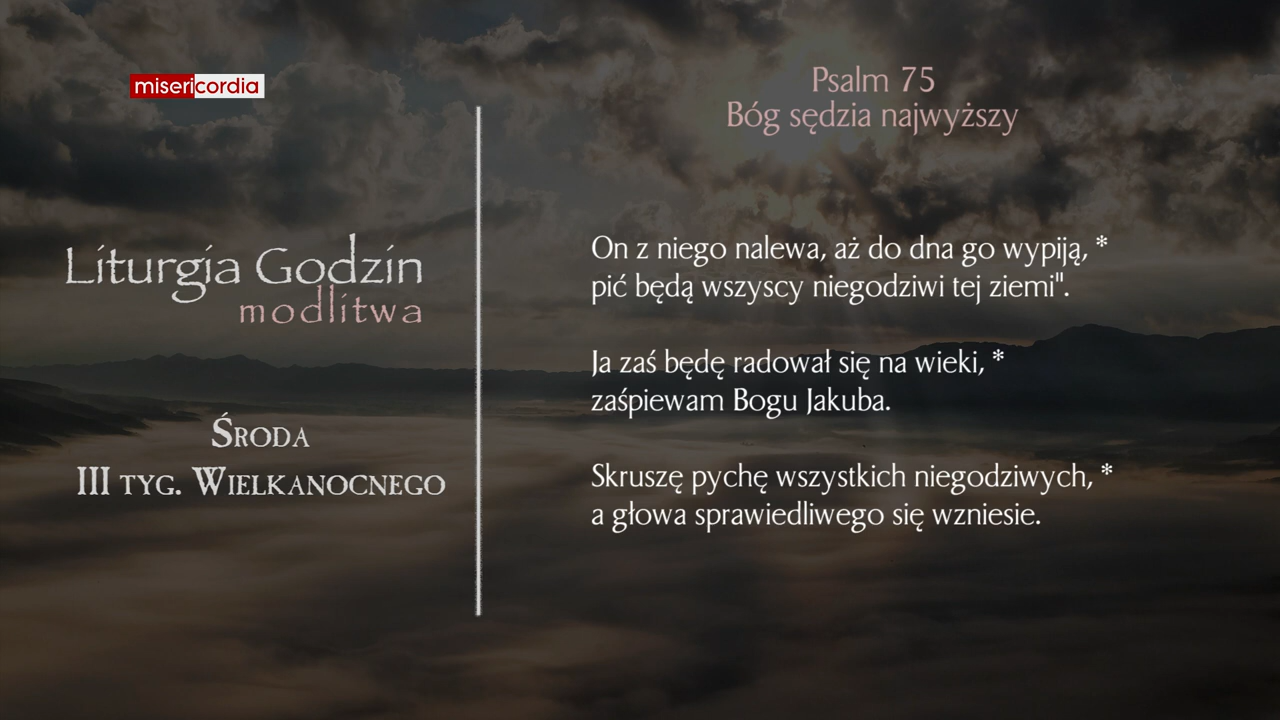 misericordia
Liturgia Godzin
modlitwa
Środa
III tyg. Wielkanocnego
Psalm 75
Bóg sędzia najwyższy
On z niego nalewa, aż do dna go wypiją, *
pić będą wszyscy niegodziwi tej ziemi".
Ja zaś będę radował się na wieki, *
zaśpiewam Bogu Jakuba.
Skruszę pychę wszystkich niegodziwych, *
a głowa sprawiedliwego się wzniesie.